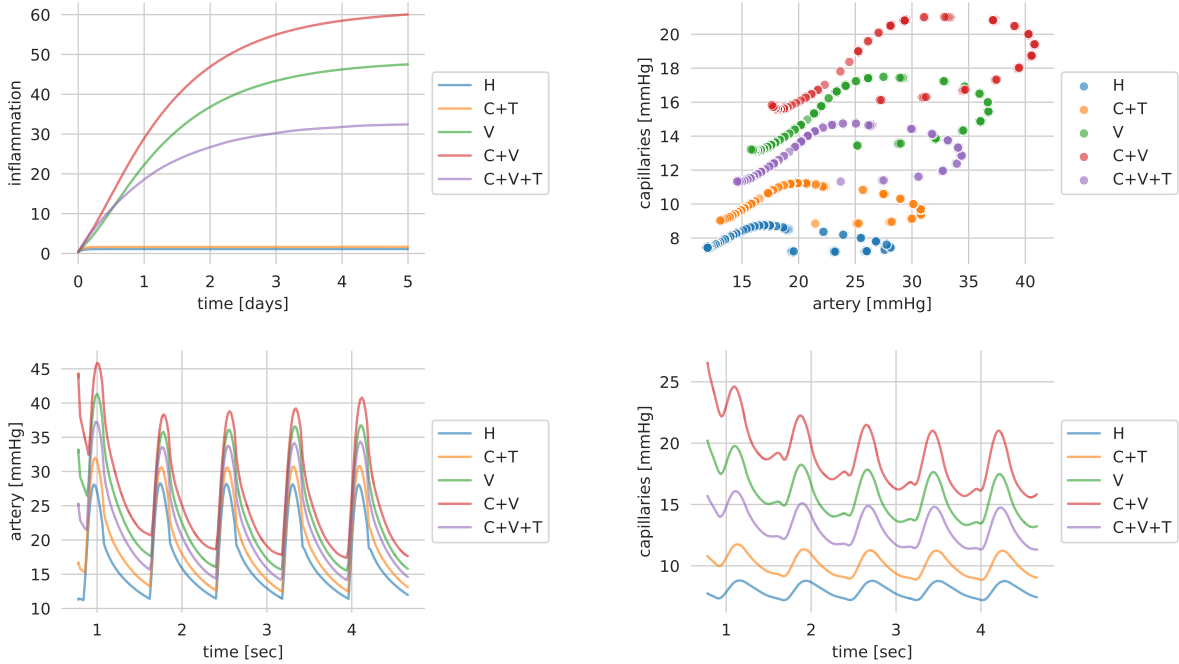 60
50
40
30
20
10
0
inflammation
0 1 2 3 4 5
time [days]
H
C+T
V
C+V
C+V+T
20
18
16
14
12
10
8
capillaries [mmHg]
15 20 25 30 35 40
artery [mmHg]
H
C+T
V
C+V
C+V+T
45
40
35
30
25
20
15
10
artery [mmHg]
1 2 3 4
time [sec]
H
C+T
V
C+V
C+V+T
25
20
15
10
capillaries [mmHg]
1 2 3 4
time [sec]
H
C+T
V
C+V
C+V+T